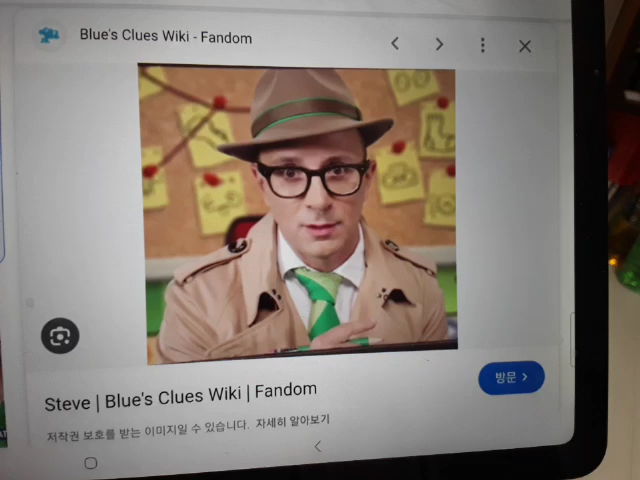 Blue's Clues Wiki - Fandom
Steve | Blue's Clues Wiki | Fandom
방문
저작권 보호를 받는 이미지일 수 있습니다. 자세히 알아보기